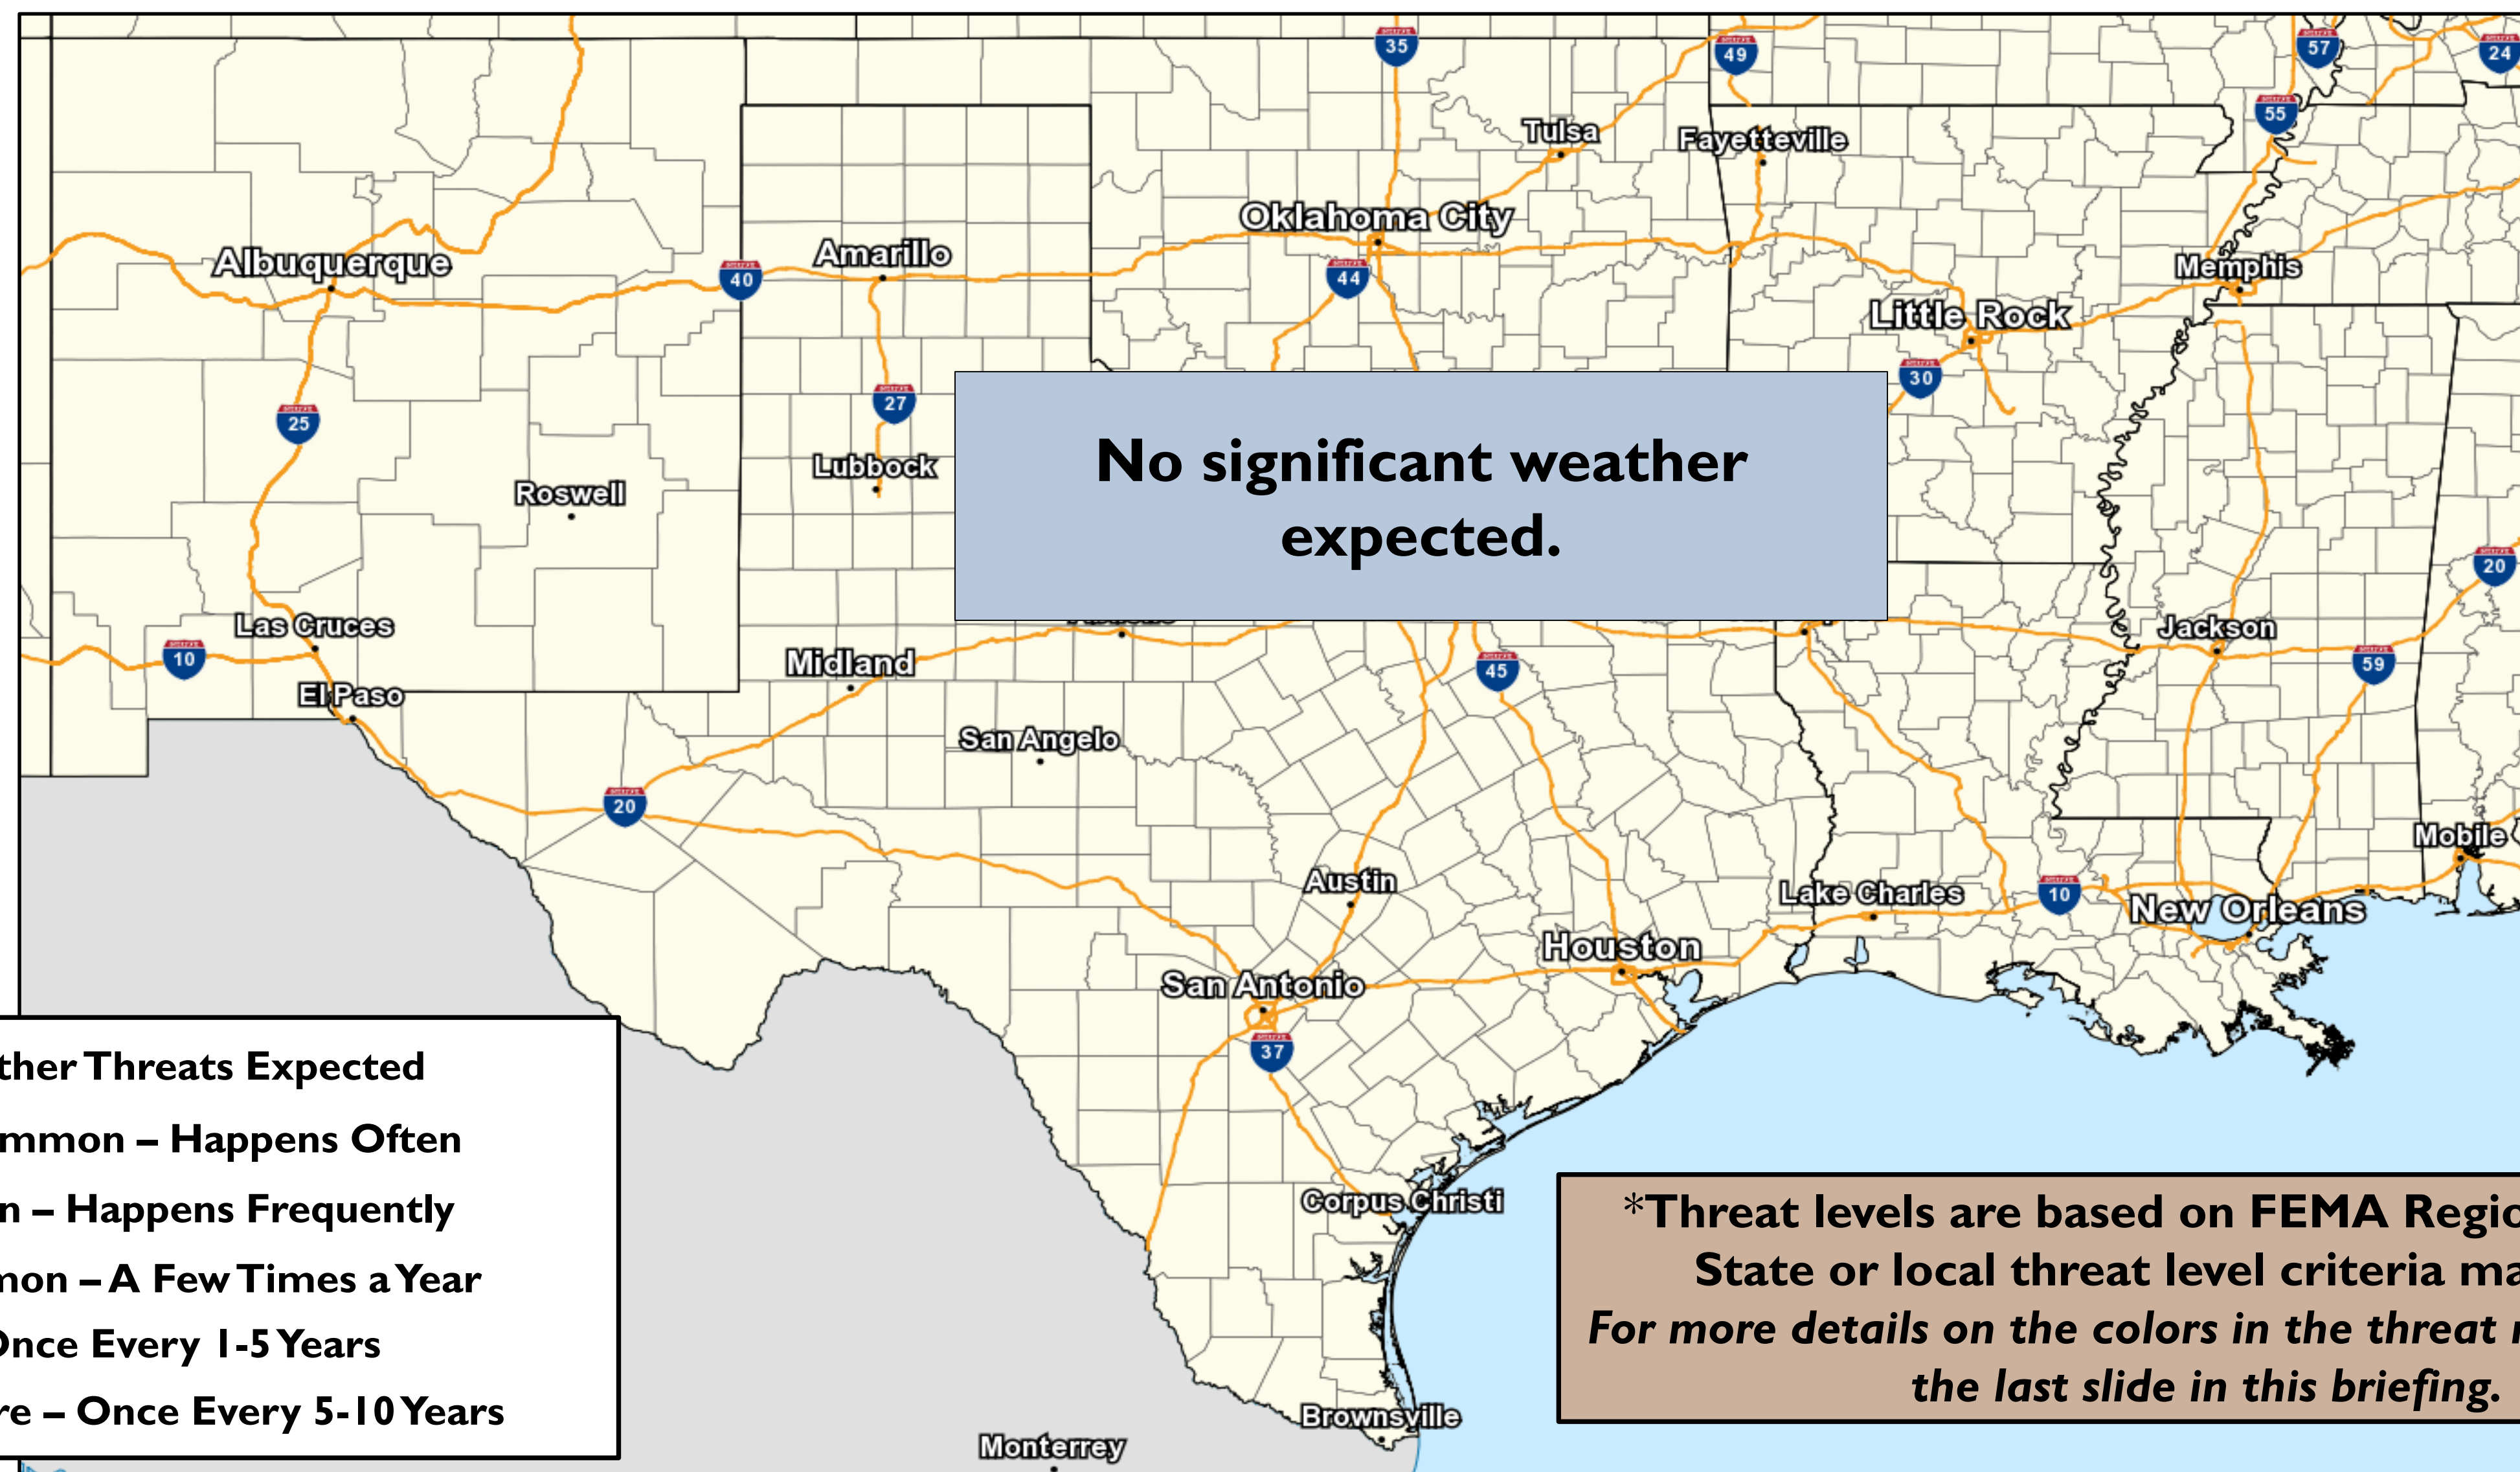 35
49
57
24
55
Tulsa
Fayetteville
Oklahoma City
Albuquerque
Amarillo
40
44
Memphis
Little Rock
30
27
25
No significant weather
expected.
Lubbock
Roswell
20
Las Cruces
Jackson
10
Midland
45
59
El Paso
San Angelo
20
Mobile
Austin
Lake Charles
10
New Orleans
Houston
San Antonio
37
ther Threats Expected
mmon – Happens Often
n – Happens Frequently
mon – A Few Times a Year
Once Every 1-5 Years
re – Once Every 5-10 Years
Corpus Christi
*Threat levels are based on FEMA Regio
State or local threat level criteria ma
For more details on the colors in the threat
the last slide in this briefing.
Brownsville
Monterrey